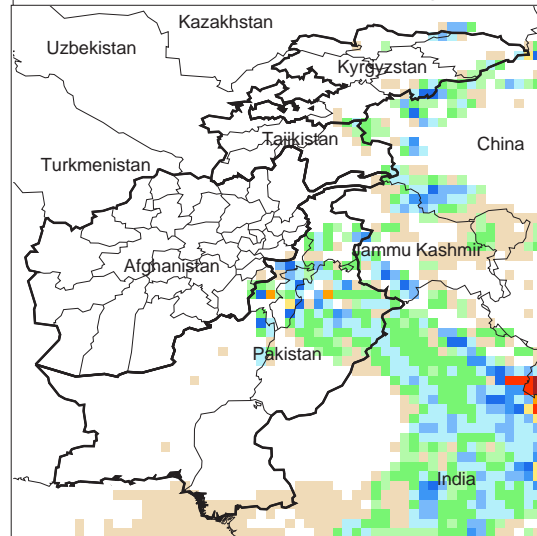 Kazakhstan
Uzbekistan
Kyrgyzstan
Tajikistan
China
Turkmenistan
Jammu Kashmir
Afghanistan
Pakistan
India